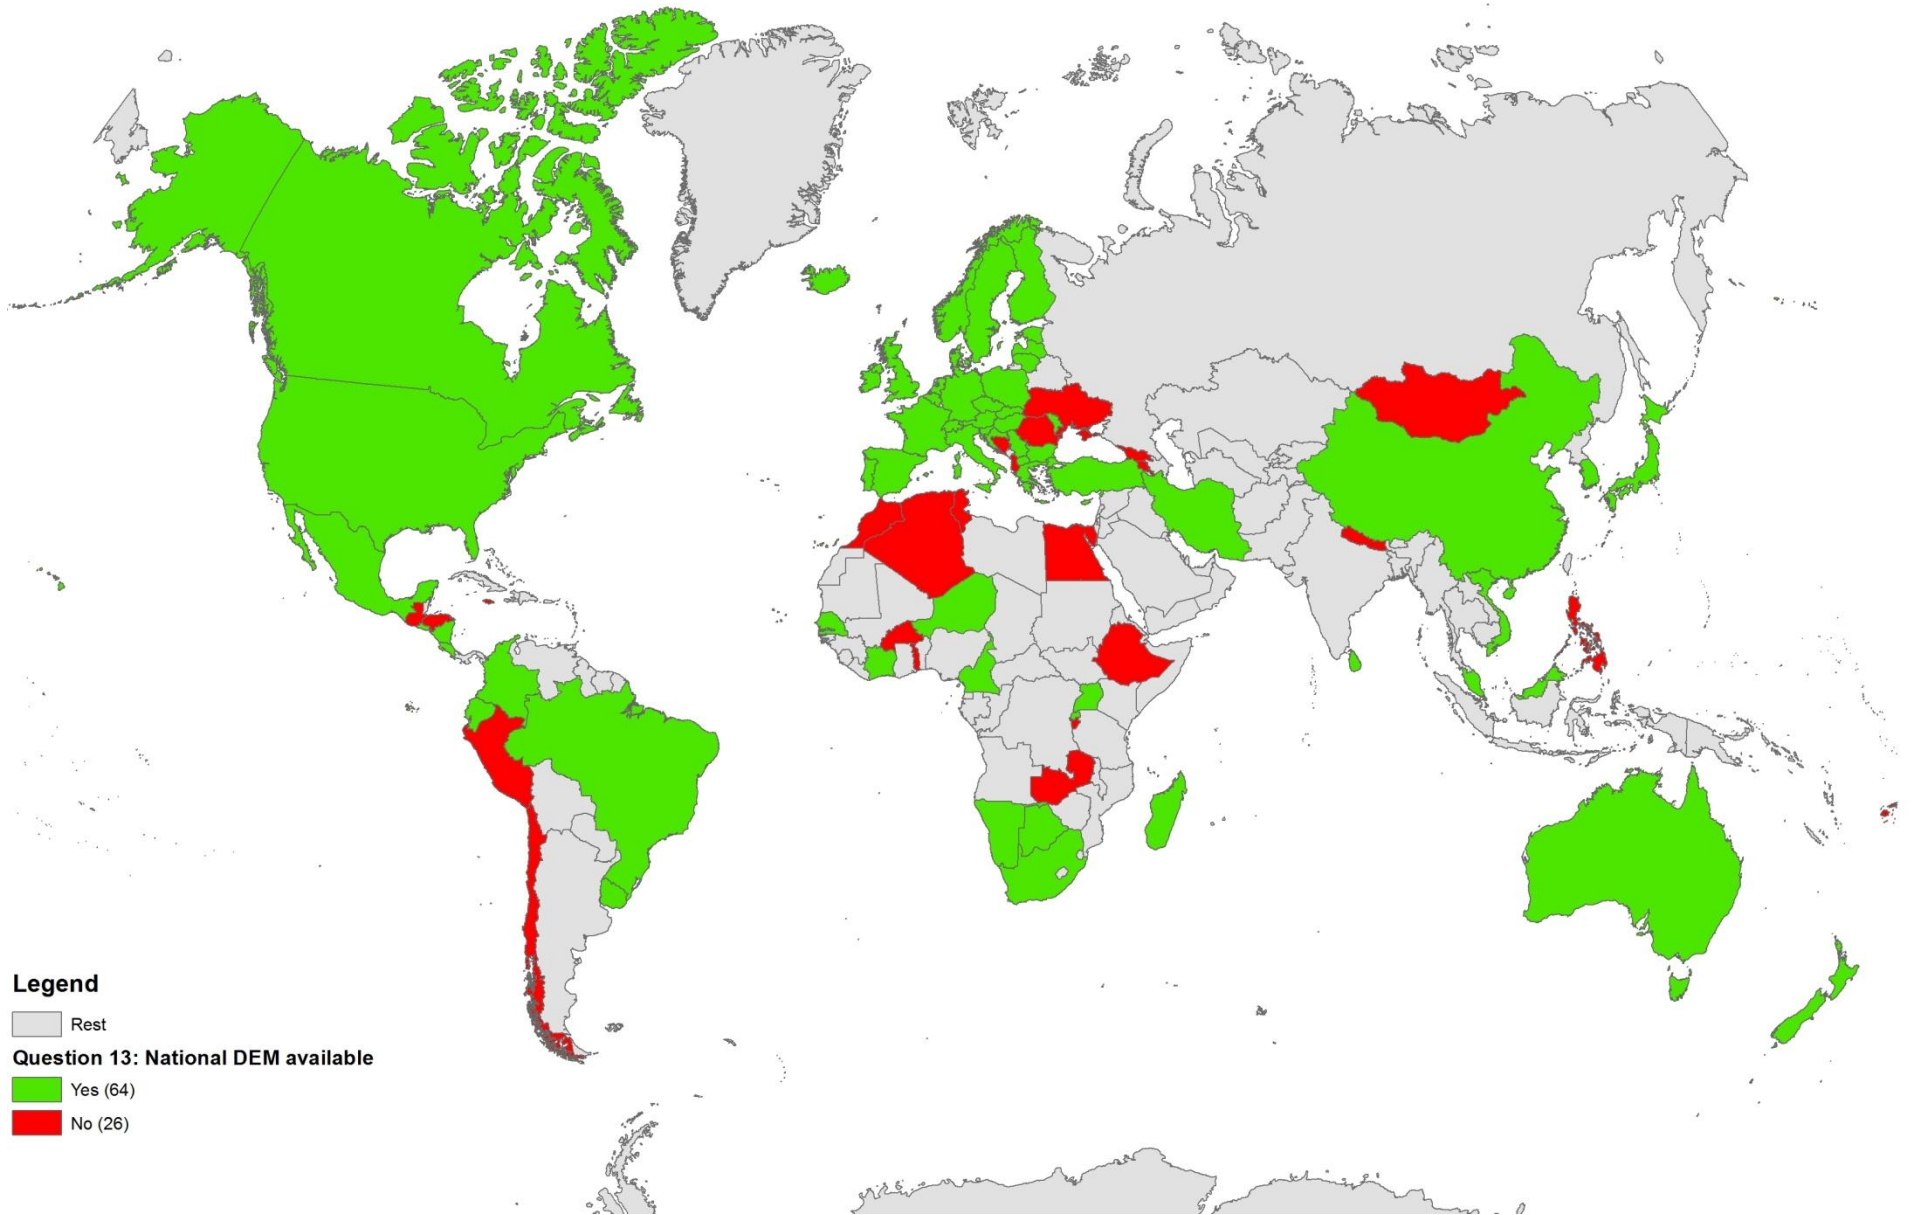 Legend
Rest
Question 13: National DEM available
Yes (64)
No (26)